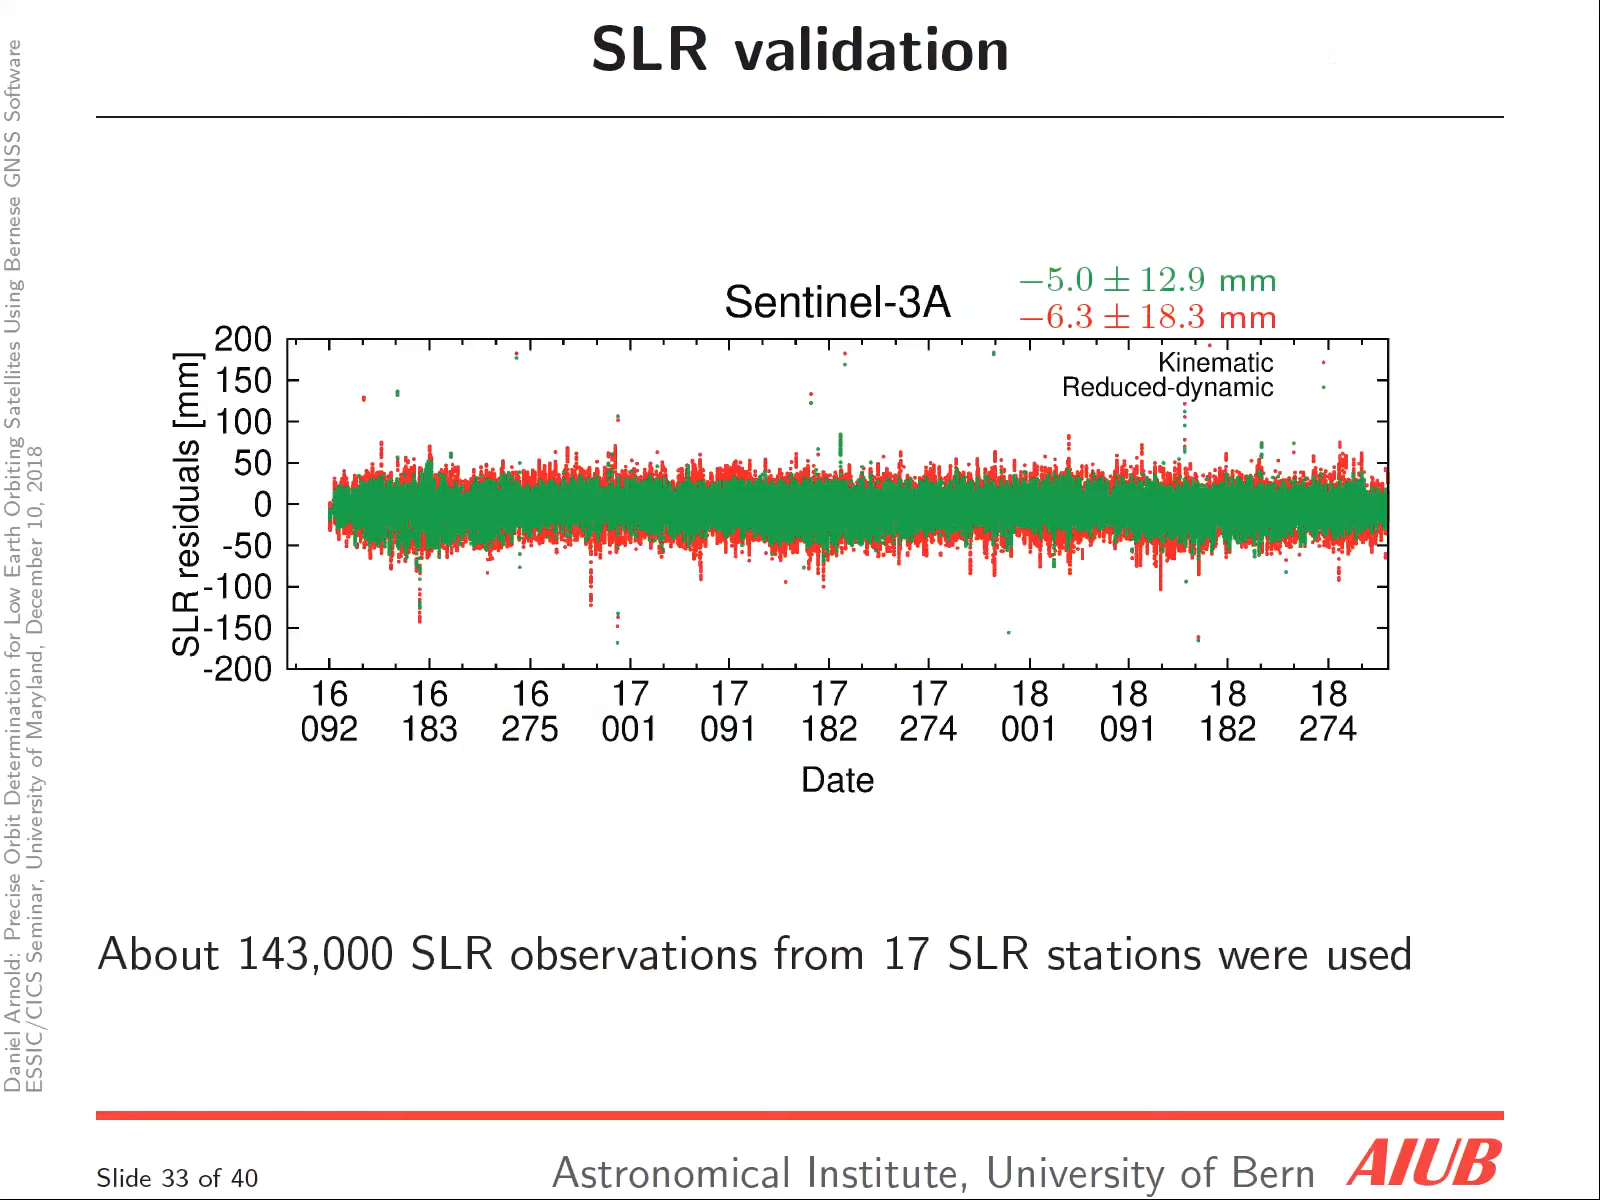 SLR validation
Daniel Arnold: Precise Orbit Determination for Low Earth Orbiting Satellites Using Bernese GNSS Software
ESSIC/CICS Seminar, University of Maryland, December 10, 2018
−5.0 ± 12.9 mm
Sentinel-3A
−6.3 ± 18.3 mm
Kinematic
Reduced-dynamic
SLR residuals [mm]
200
150
100
50
0
-50
-100
-150
-200
16 16 16 17 17 17 17 18 18 18 18
092 183 275 001 091 182 274 001 091 182 274
Date
About 143,000 SLR observations from 17 SLR stations were used
Slide 33 of 40
Astronomical Institute, University of Bern
AIUB